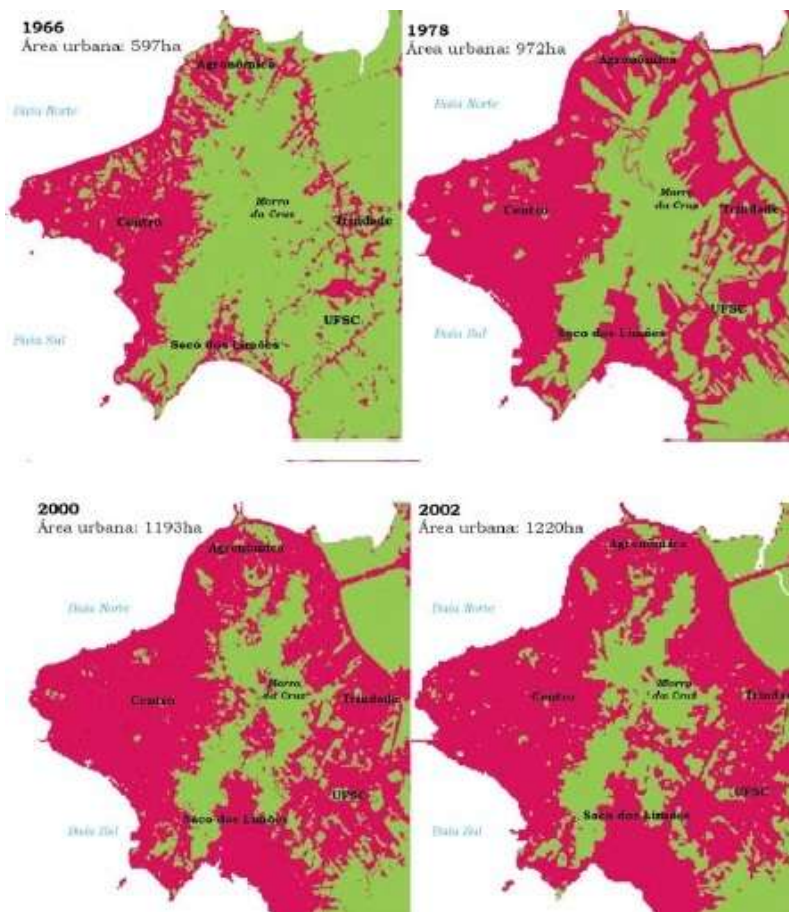 1966
Área urbana: 597ha
Agronômica
Baía Norte
Centro
Morro
da Cruz
Trindade
UFSC
Baía Sul
Saco dos Limões
1978
Área urbana: 972ha
Agronômica
Baía Norte
Centro
Morro
da Cruz
Trindade
UFSC
Baía Sul
Saco dos Limões
2000
Área urbana: 1193ha
Agronômica
Baía Norte
Morro
da Cruz
Centro
Trindade
UFSC
Saco dos Limões
Baía Sul
2002
Área urbana: 1220ha
Agronômica
Baía Norte
Morro
da Cruz
Centro
Trindad
UFSC
Saco dos Limões
Baía Sul